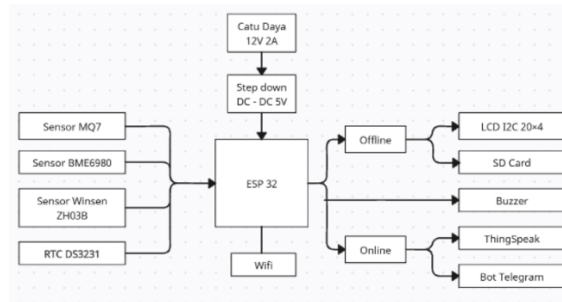 Catu Daya
12V 2A
Step down
DC - DC 5V
Sensor MQ7
Sensor BME6980
Sensor Winsen
ZH03B
RTC DS3231
ESP 32
Wifi
Offline
Online
LCD I2C 20×4
SD Card
Buzzer
ThingSpeak
Bot Telegram